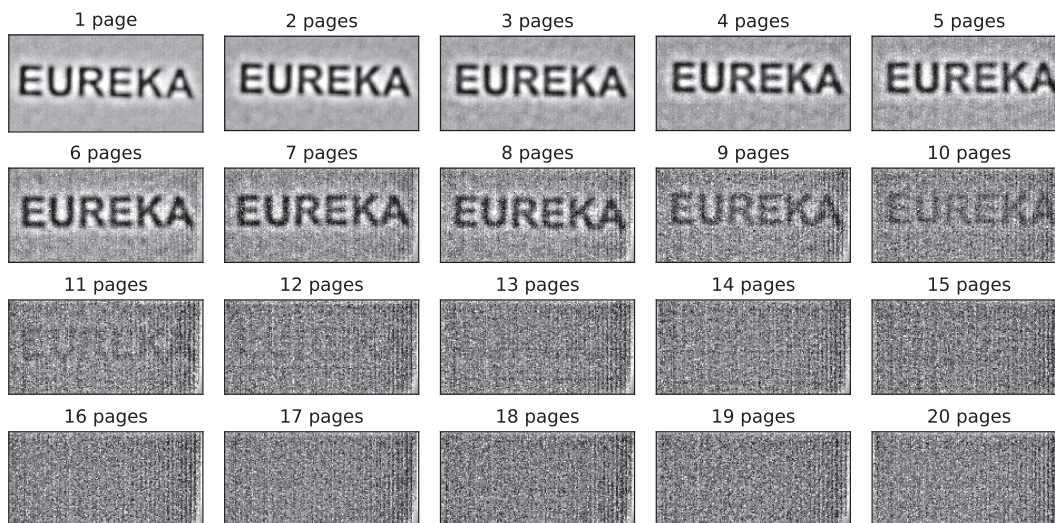 1 page 2 pages 3 pages 4 pages 5 pages
EUREKA EUREKA EUREKA EUREKA EUREKA
6 pages 7 pages 8 pages 9 pages 10 pages
EUREKA EUREKA EUREKA EUREKA EUREKA
11 pages 12 pages 13 pages 14 pages 15 pages
16 pages 17 pages 18 pages 19 pages 20 pages